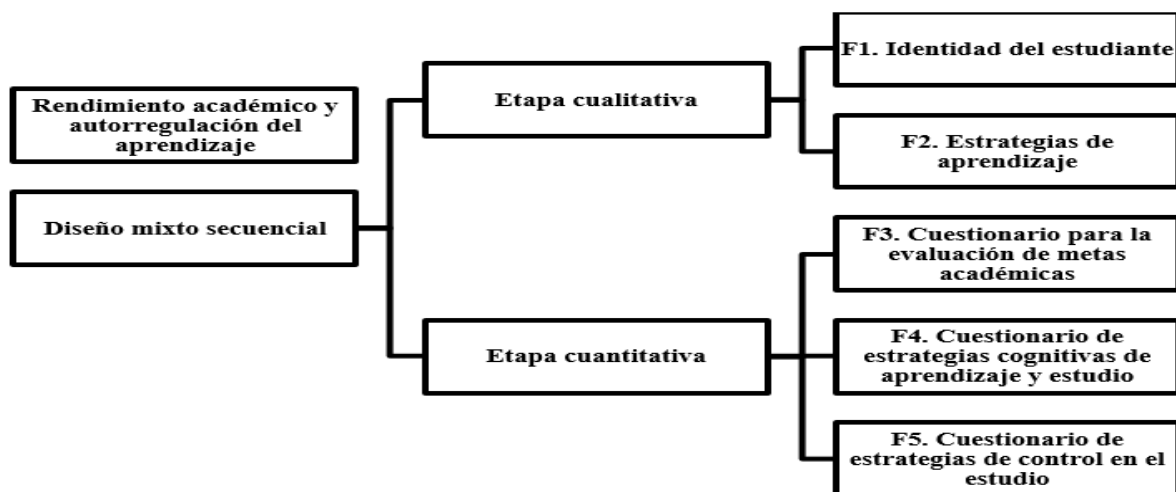 Rendimiento académico y
autorregulación del
aprendizaje
Diseño mixto secuencial
Etapa cualitativa
F1. Identidad del estudiante
F2. Estrategias de
aprendizaje
Etapa cuantitativa
F3. Cuestionario para la
evaluación de metas
académicas
F4. Cuestionario de
estrategias cognitivas de
aprendizaje y estudio
F5. Cuestionario de
estrategias de control en el
estudio